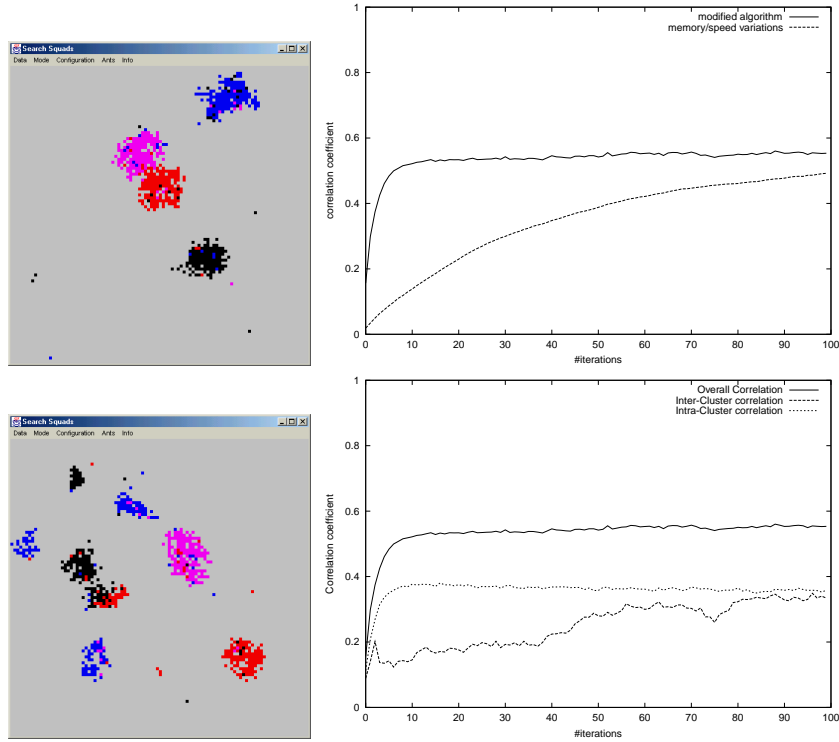 Search Squads
Data Mode Configuration Ants Info
1
0.8
0.6
0.4
0.2
0
correlation coefficient
modified algorithm
memory/speed variations
0 10 20 30 40 50 60 70 80 90 100
#iterations
Search Squads
Data Mode Configuration Ants Info
1
0.8
0.6
0.4
0.2
0
Correlation coefficient
Overall Correlation
Inter-Cluster correlation
Intra-Cluster correlation
0 10 20 30 40 50 60 70 80 90 100
#iterations